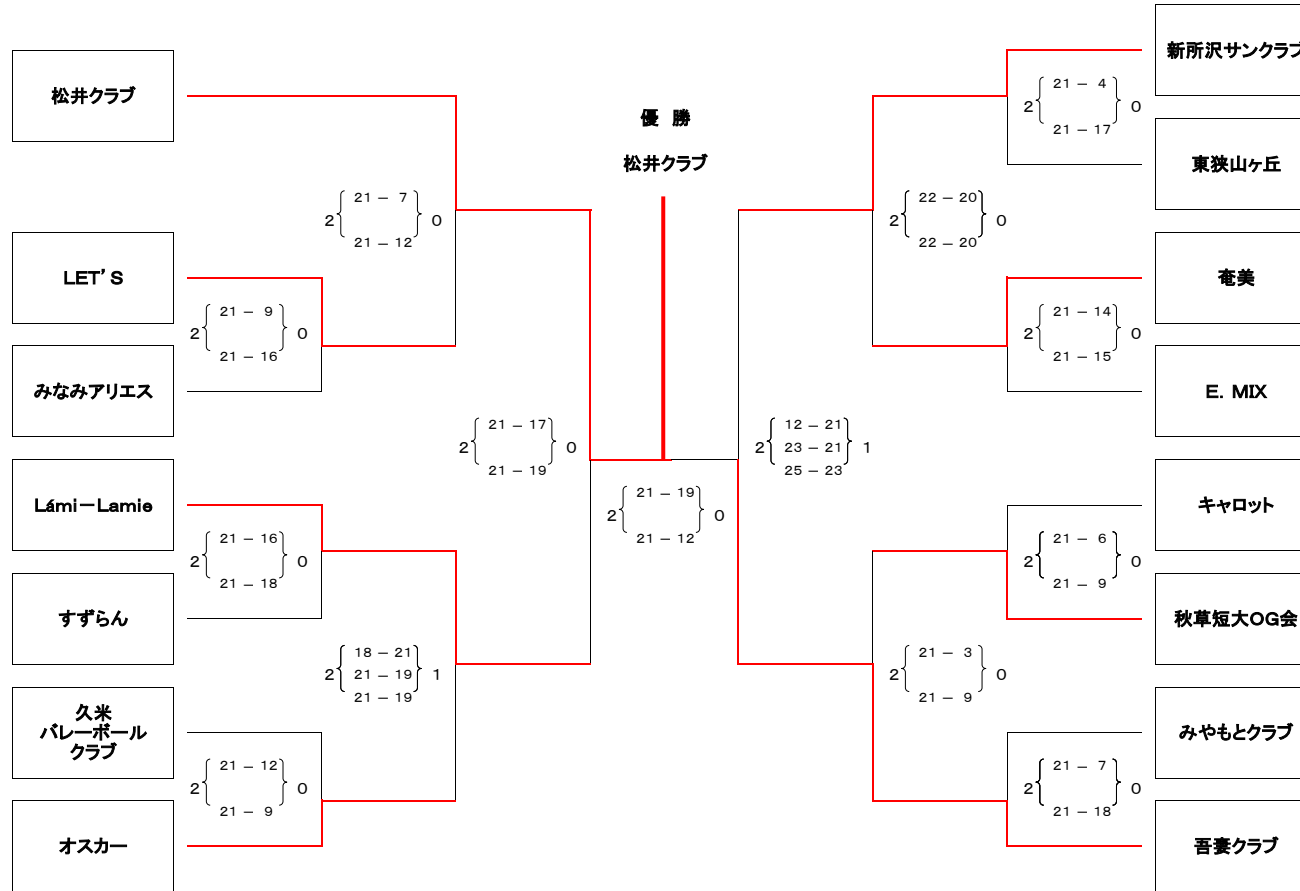 優 勝
松井クラブ
松井クラブ
LET'S
みなみアリエス
Lámi－Lamie
すずらん
久米
バレーボール
クラブ
オスカー
2 21 － 7 0
21 － 12
2 21 － 9 0
21 － 16
2 21 － 17 0
21 － 19
2 21 － 16 0
21 － 18
2 18 － 21 1
21 － 19
21 － 19
2 21 － 12 0
21 － 9
2 21 － 19 0
21 － 12
新所沢サンクラブ
東狭山ヶ丘
奄美
E．MIX
キャロット
秋草短大OG会
みやもとクラブ
吾妻クラブ
2 21 － 4 0
21 － 17
2 22 － 20 0
22 － 20
2 21 － 14 0
21 － 15
2 12 － 21 1
23 － 21
25 － 23
2 21 － 6 0
21 － 9
2 21 － 3 0
21 － 9
2 21 － 7 0
21 － 18